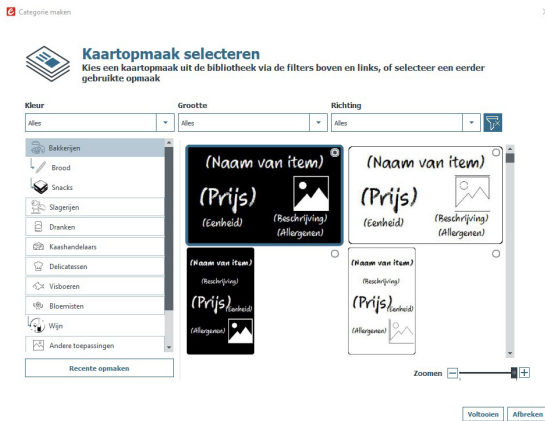 Categorie maken
Kaartopmaak selecteren
Kies een kaartopmaak uit de bibliotheek via de filters boven en links, of selecteer een eerder
gebruikte opmaak
Kleur Grootte Richting
Alles Alles Alles
Bakkerijen
Brood
Snacks
Slagerijen
Dranken
Kaashandelaars
Delicatessen
Visboeren
Bloemisten
Wijn
Andere toepassingen
Recente opmaken
(Naam van item)
(Prijs)
(Eenheid)
(Beschrijving)
(Allergenen)
(Naam van item)
(Prijs)
(Eenheid)
(Beschrijving)
(Allergenen)
(Naam van item)
(Beschrijving)
(Prijs)
(Eenheid)
(Allergenen)
(Naam van item)
(Beschrijving)
(Prijs)
(Eenheid)
(Allergenen)
Zoomen
Voltooien Afbreken